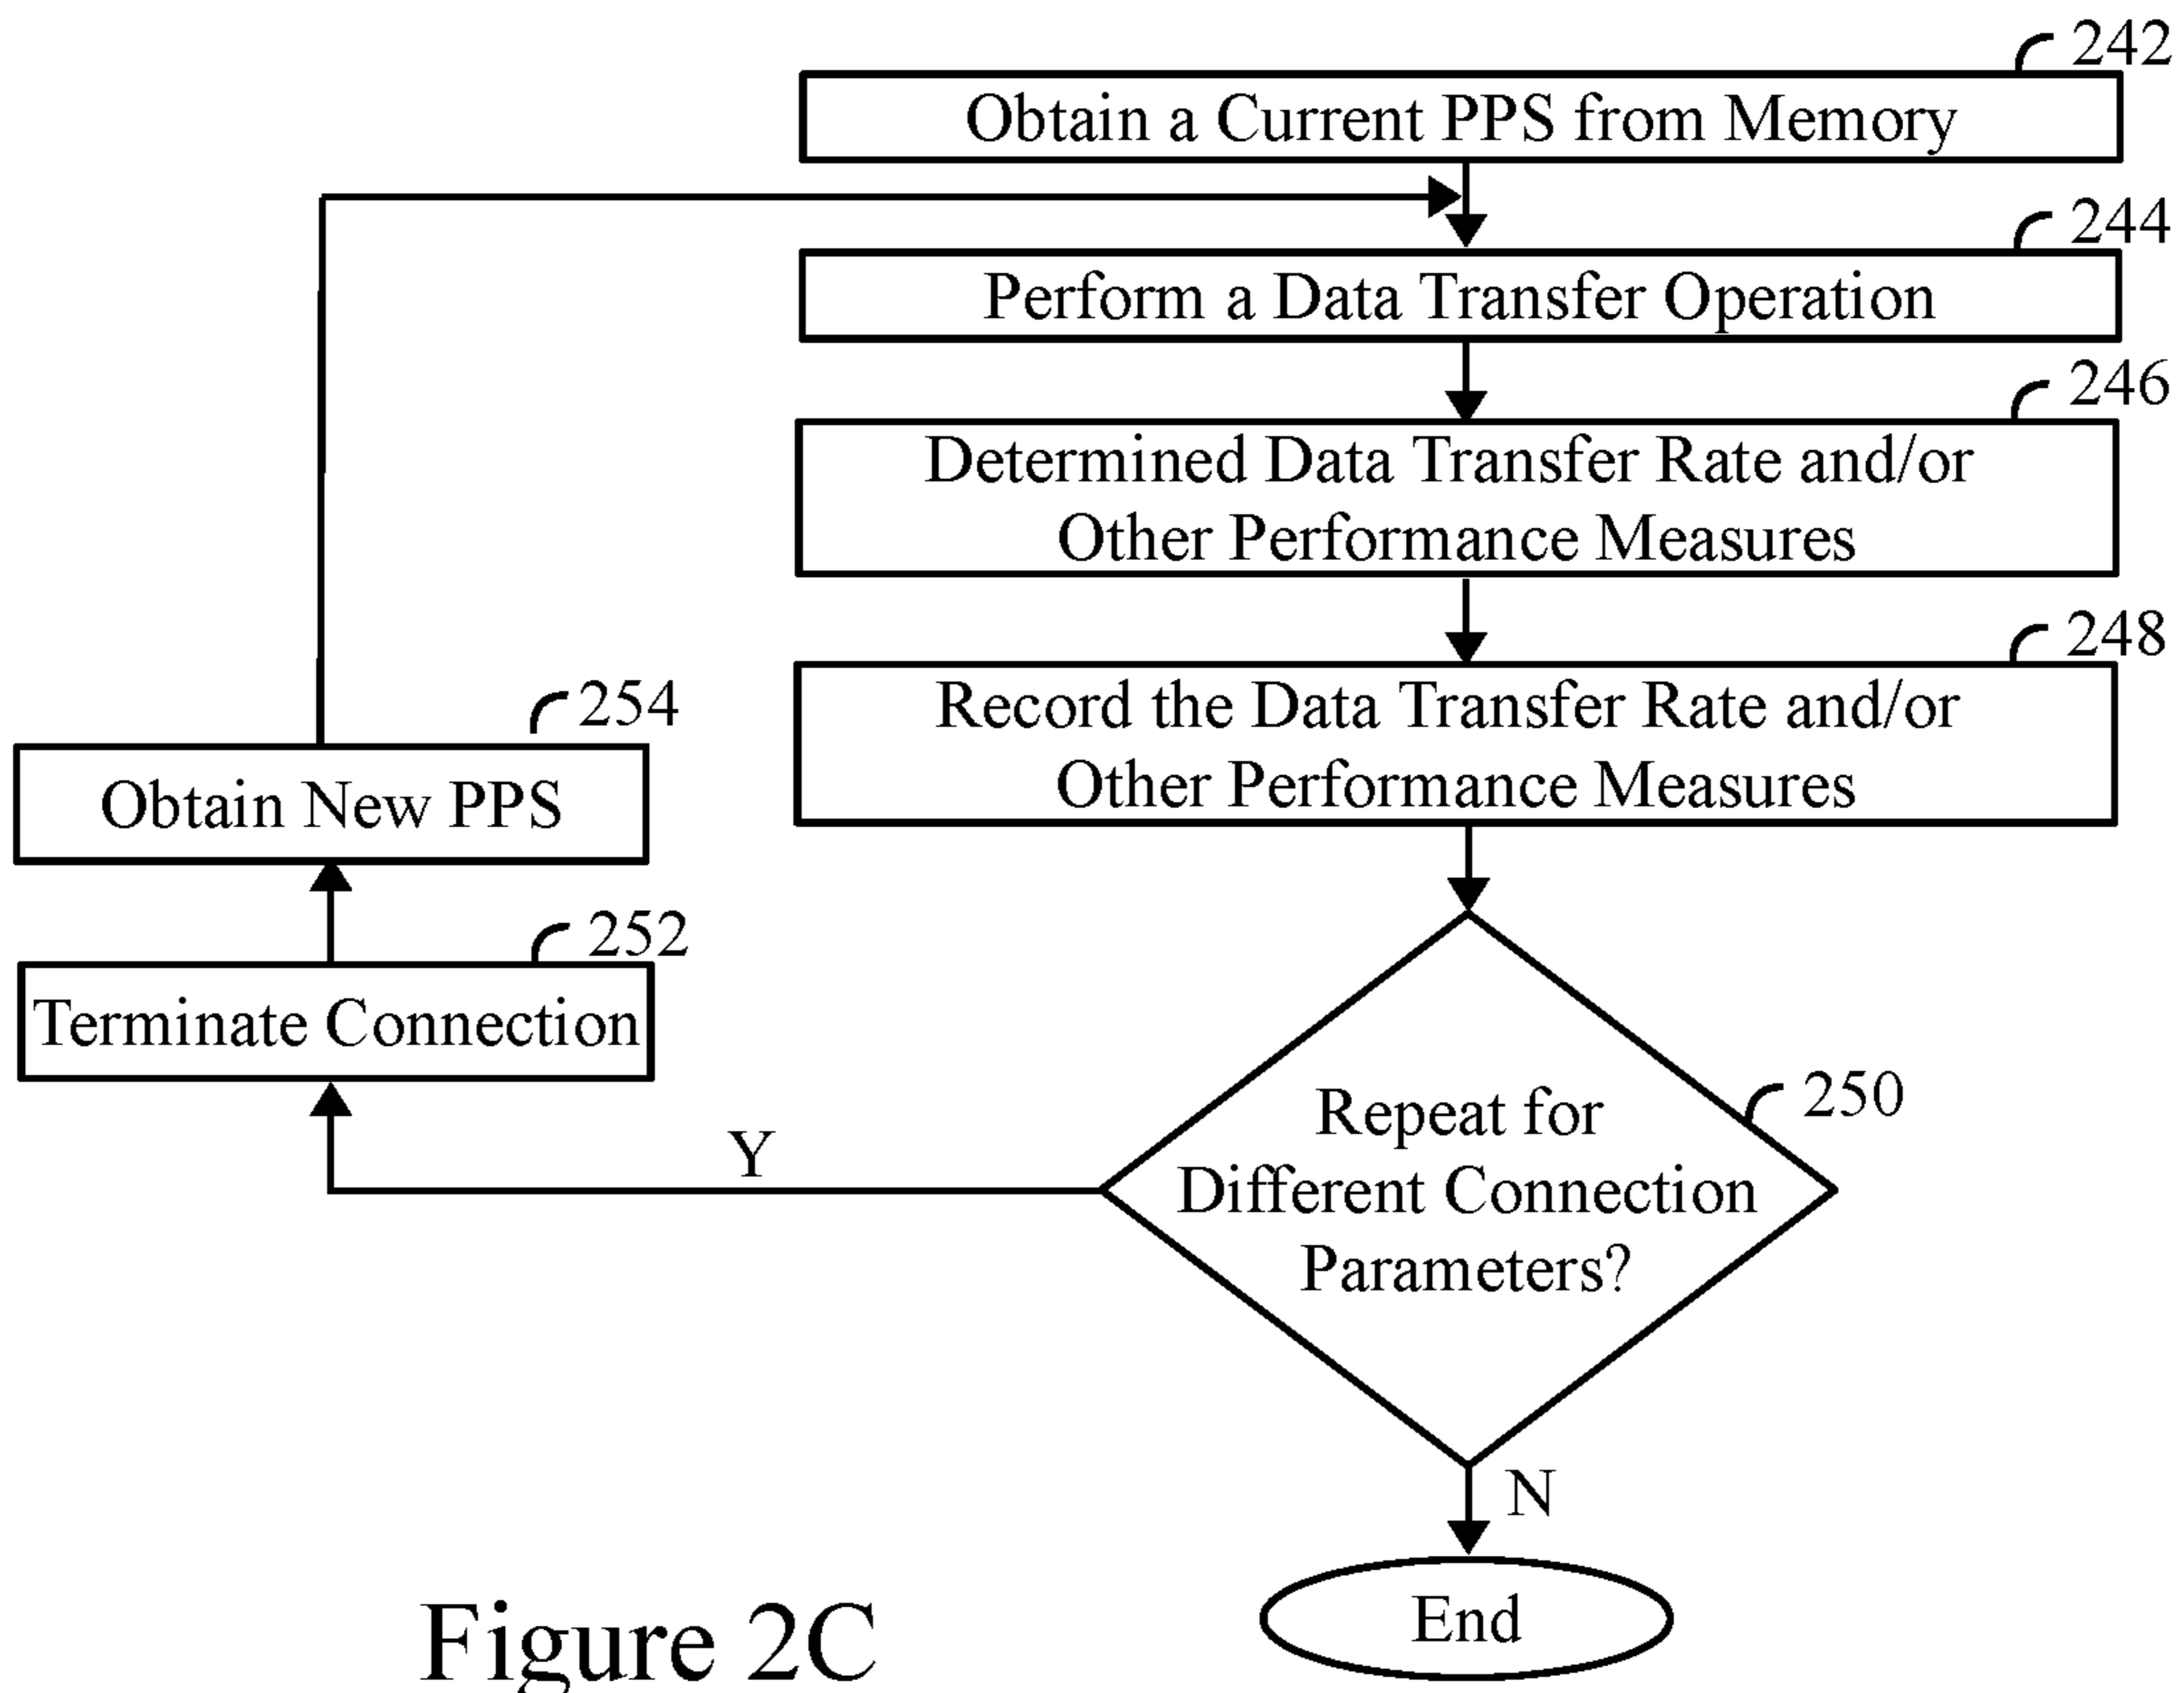 242
Obtain a Current PPS from Memory
244
Perform a Data Transfer Operation
246
Determined Data Transfer Rate and/or
Other Performance Measures
248
Record the Data Transfer Rate and/or
Other Performance Measures
254
Obtain New PPS
252
Terminate Connection
250
Repeat for
Different Connection
Parameters?
Y
N
End
Figure 2C